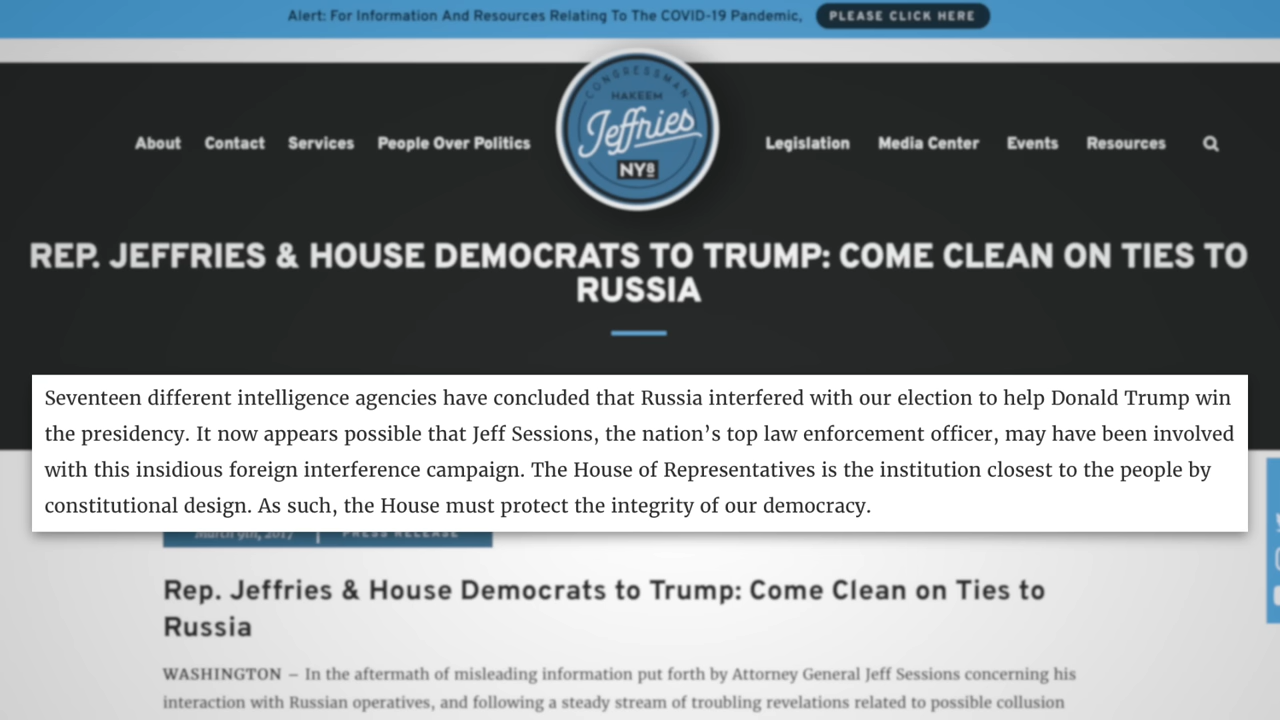 Alert: For Information And Resources Relating To The COVID-19 Pandemic, PLEASE CLICK HERE
CONGRESSMAN
HAKEEM
Jeffries
NY8
About Contact Services People Over Politics Legislation Media Center Events Resources
REP. JEFFRIES & HOUSE DEMOCRATS TO TRUMP: COME CLEAN ON TIES TO
RUSSIA
Seventeen different intelligence agencies have concluded that Russia interfered with our election to help Donald Trump win
the presidency. It now appears possible that Jeff Sessions, the nation’s top law enforcement officer, may have been involved
with this insidious foreign interference campaign. The House of Representatives is the institution closest to the people by
constitutional design. As such, the House must protect the integrity of our democracy.
March 9th, 2017 | PRESS RELEASE
Rep. Jeffries & House Democrats to Trump: Come Clean on Ties to
Russia
WASHINGTON – In the aftermath of misleading information put forth by Attorney General Jeff Sessions concerning his
interaction with Russian operatives, and following a steady stream of troubling revelations related to possible collusion